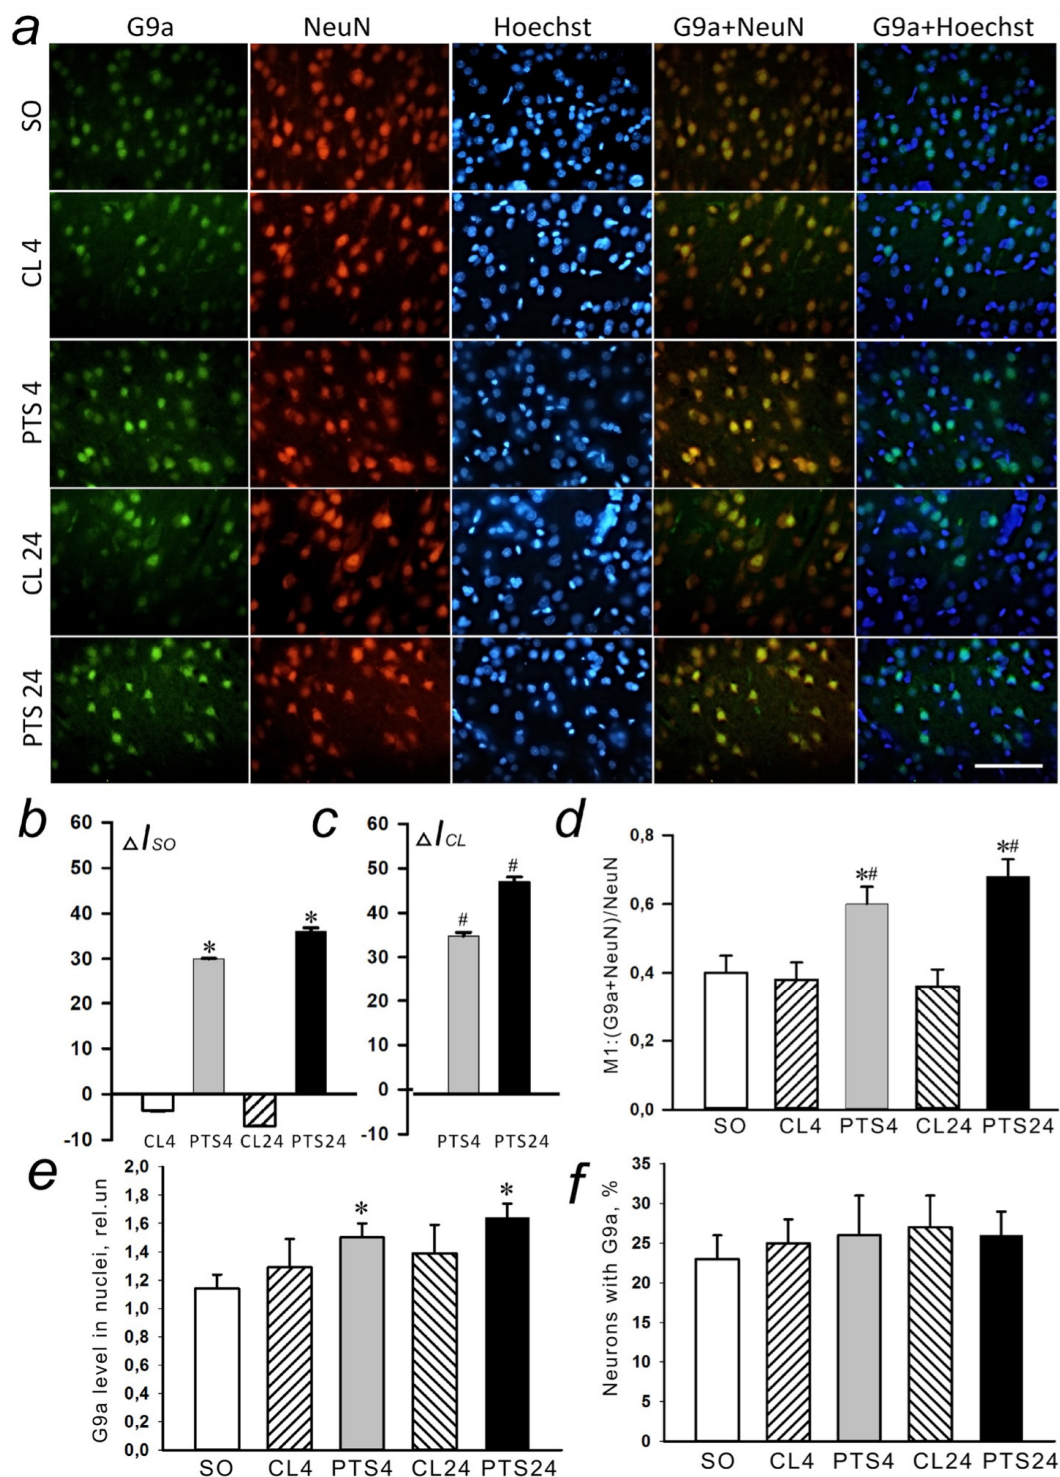 a
G9a NeuN Hoechst G9a+NeuN G9a+Hoechst
SO
CL 4
PTS 4
CL 24
PTS 24
b
△I SO
60
50
40
30
20
10
0
-10
* *
CL4 PTS4 CL24 PTS24
c
△I CL
60
50
40
30
20
10
0
-10
# #
PTS4 PTS24
d
M1:(G9a+NeuN)/NeuN
0,8
0,6
0,4
0,2
0,0
*# *#
SO CL4 PTS4 CL24 PTS24
e
G9a level in nuclei, rel.un
2,0
1,8
1,6
1,4
1,2
1,0
0,8
0,6
0,4
0,2
0,0
* *
SO CL4 PTS4 CL24 PTS24
f
Neurons with G9a, %
35
30
25
20
15
10
5
0
SO CL4 PTS4 CL24 PTS24